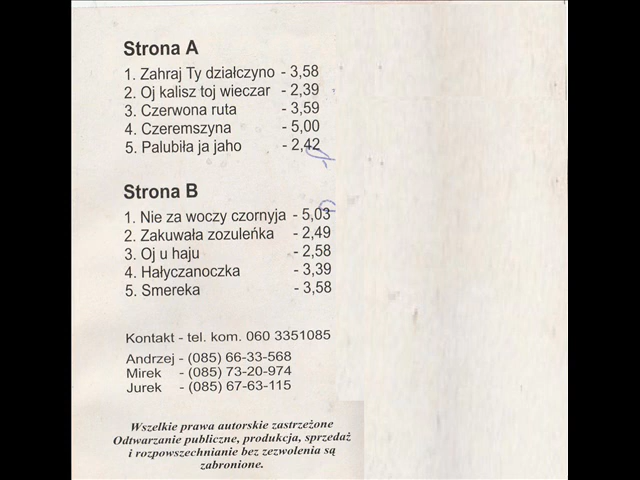 Strona A
1. Zahraj Ty działczyno - 3,58
2. Oj kalisz toj wieczar - 2,39
3. Czerwona ruta - 3,59
4. Czeremszyna - 5,00
5. Palubiła ja jaho - 2,42
Strona B
1. Nie za woczy czornyja - 5,03
2. Zakuwała zozuleńka - 2,49
3. Oj u haju - 2,58
4. Hałyczanoczka - 3,39
5. Smereka - 3,58
Kontakt - tel. kom. 060 3351085
Andrzej - (085) 66-33-568
Mirek - (085) 73-20-974
Jurek - (085) 67-63-115
Wszelkie prawa autorskie zastrzeżone
Odtwarzanie publiczne, produkcja, sprzedaż
i rozpowszechnianie bez zezwolenia są
zabronione.